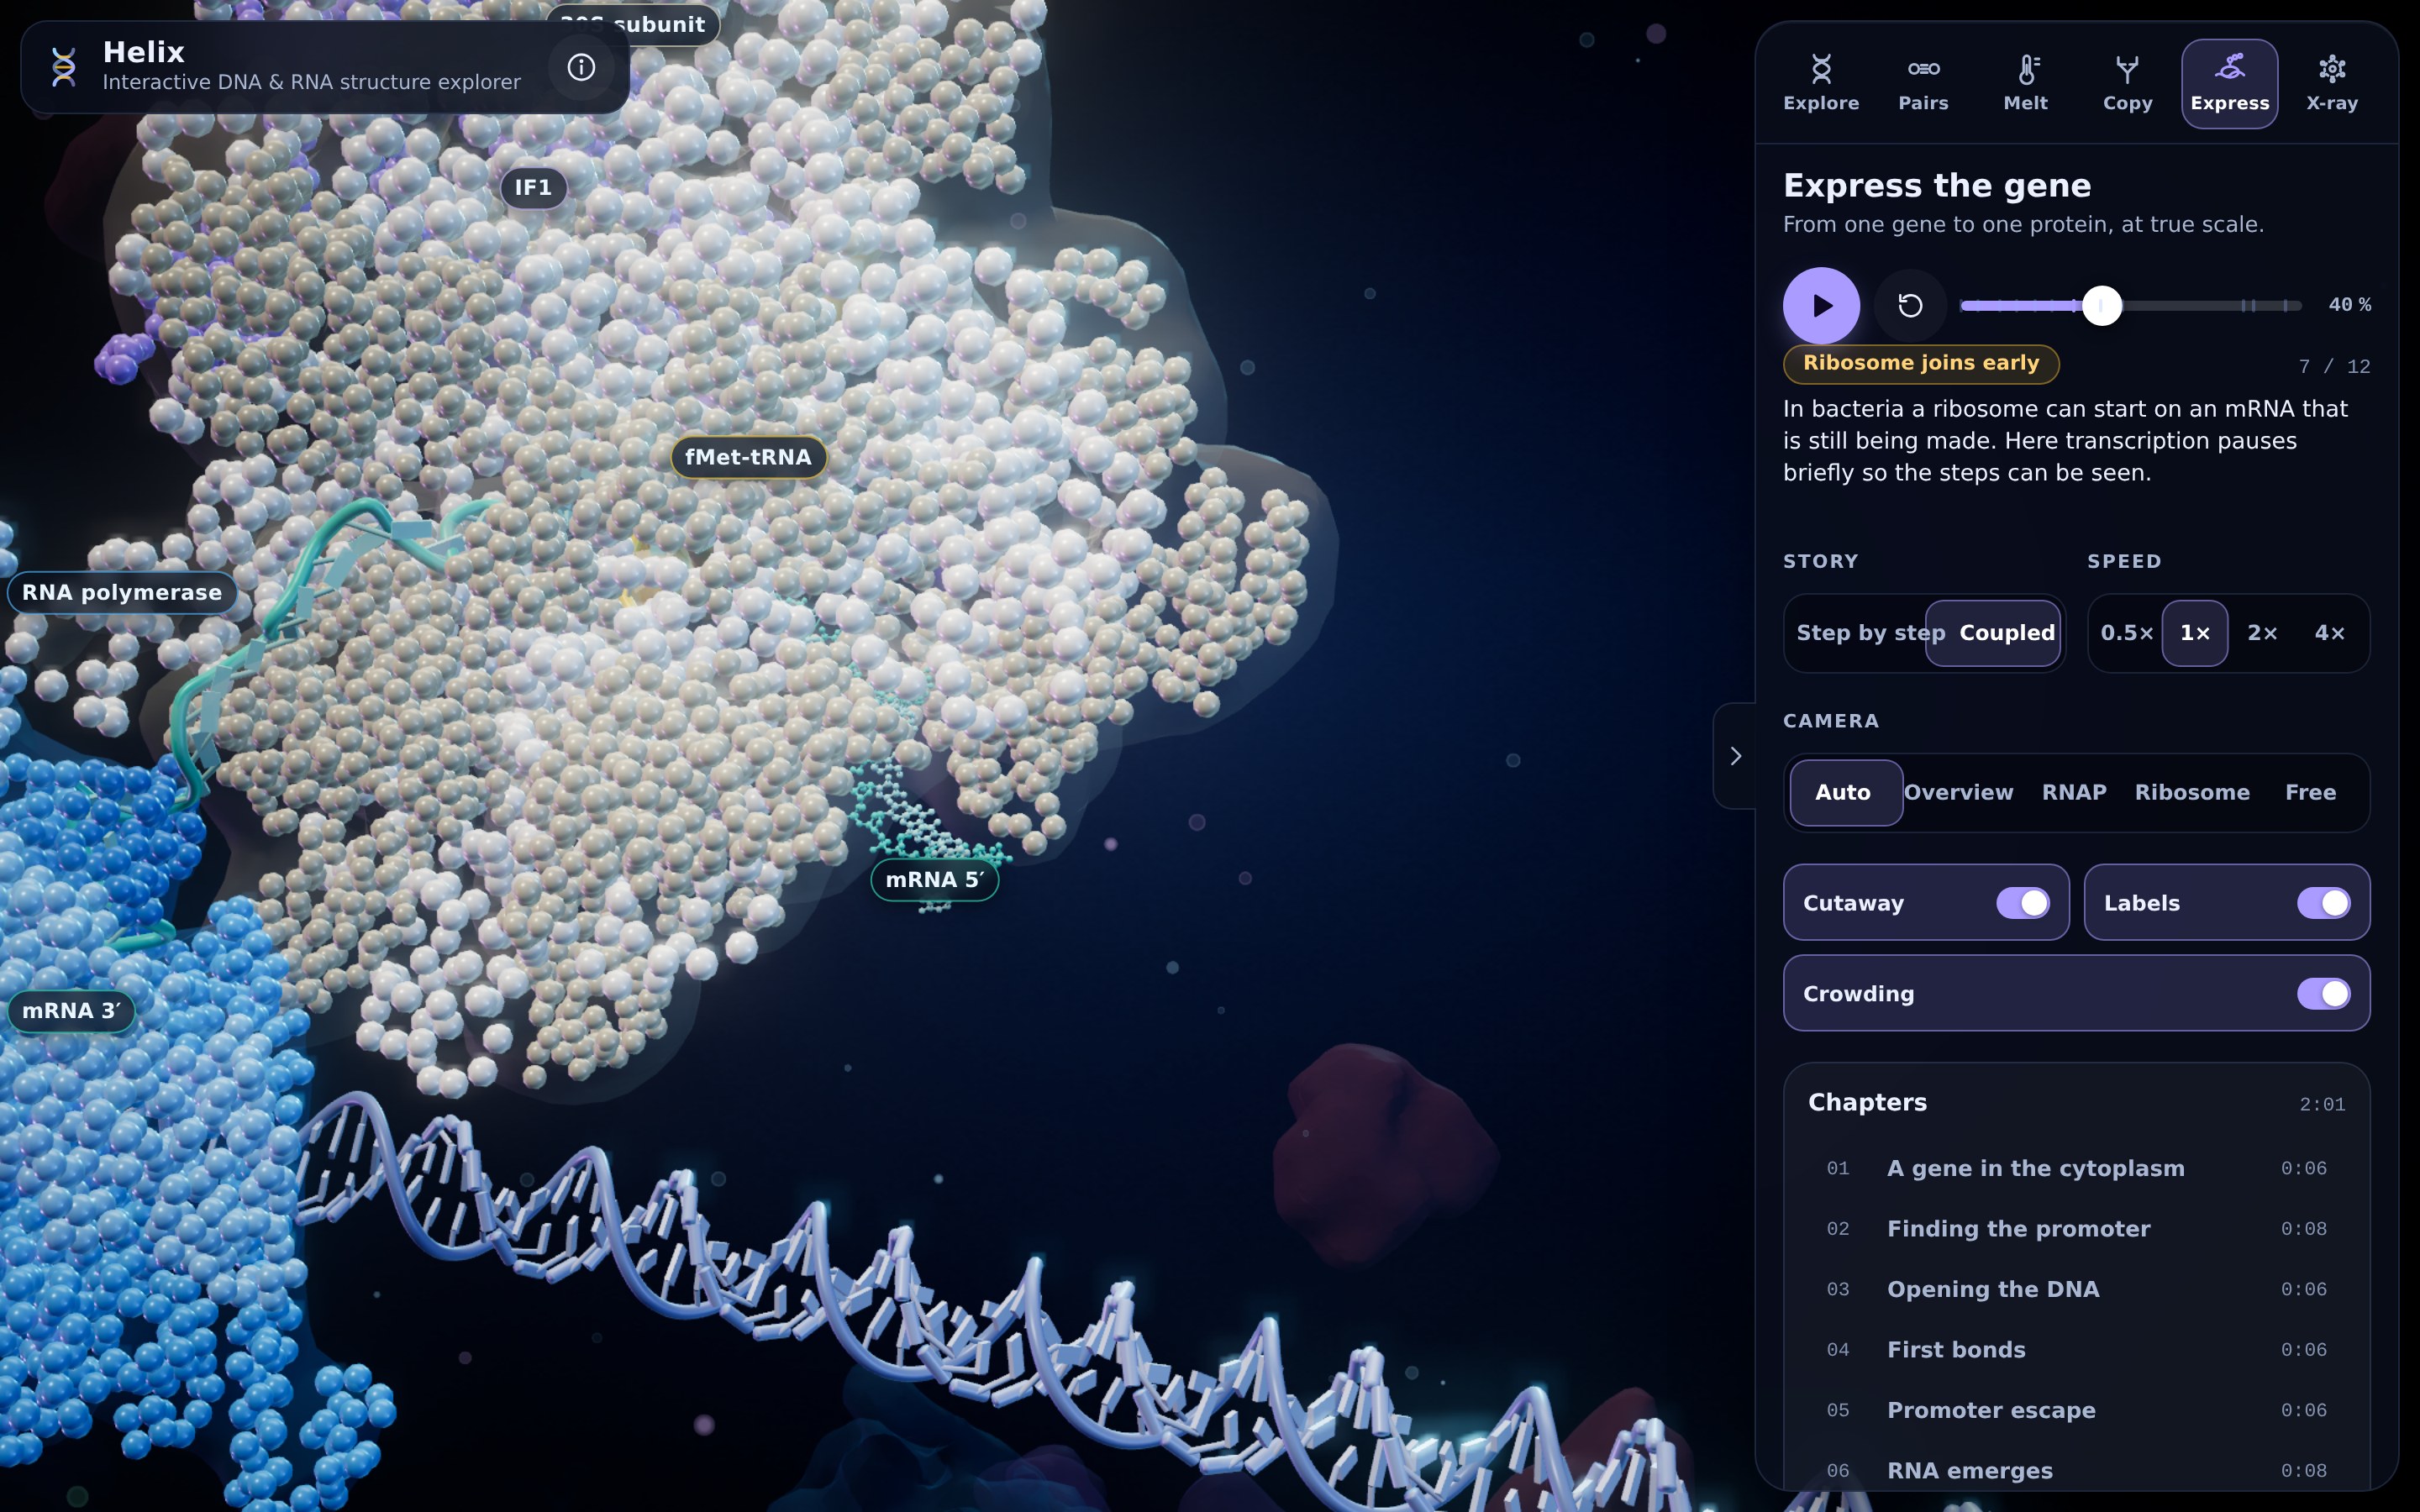 30S subunit
Helix
Interactive DNA & RNA structure explorer
IF1
fMet-tRNA
RNA polymerase
mRNA 5′
mRNA 3′
Explore
Pairs
Melt
Copy
Express
X-ray
Express the gene
From one gene to one protein, at true scale.
40 %
Ribosome joins early
7 / 12
In bacteria a ribosome can start on an mRNA that
is still being made. Here transcription pauses
briefly so the steps can be seen.
STORY
SPEED
Step by step
Coupled
0.5×
1×
2×
4×
CAMERA
Auto
Overview
RNAP
Ribosome
Free
Cutaway
Labels
Crowding
Chapters
2:01
01 A gene in the cytoplasm 0:06
02 Finding the promoter 0:08
03 Opening the DNA 0:06
04 First bonds 0:06
05 Promoter escape 0:06
06 RNA emerges 0:08